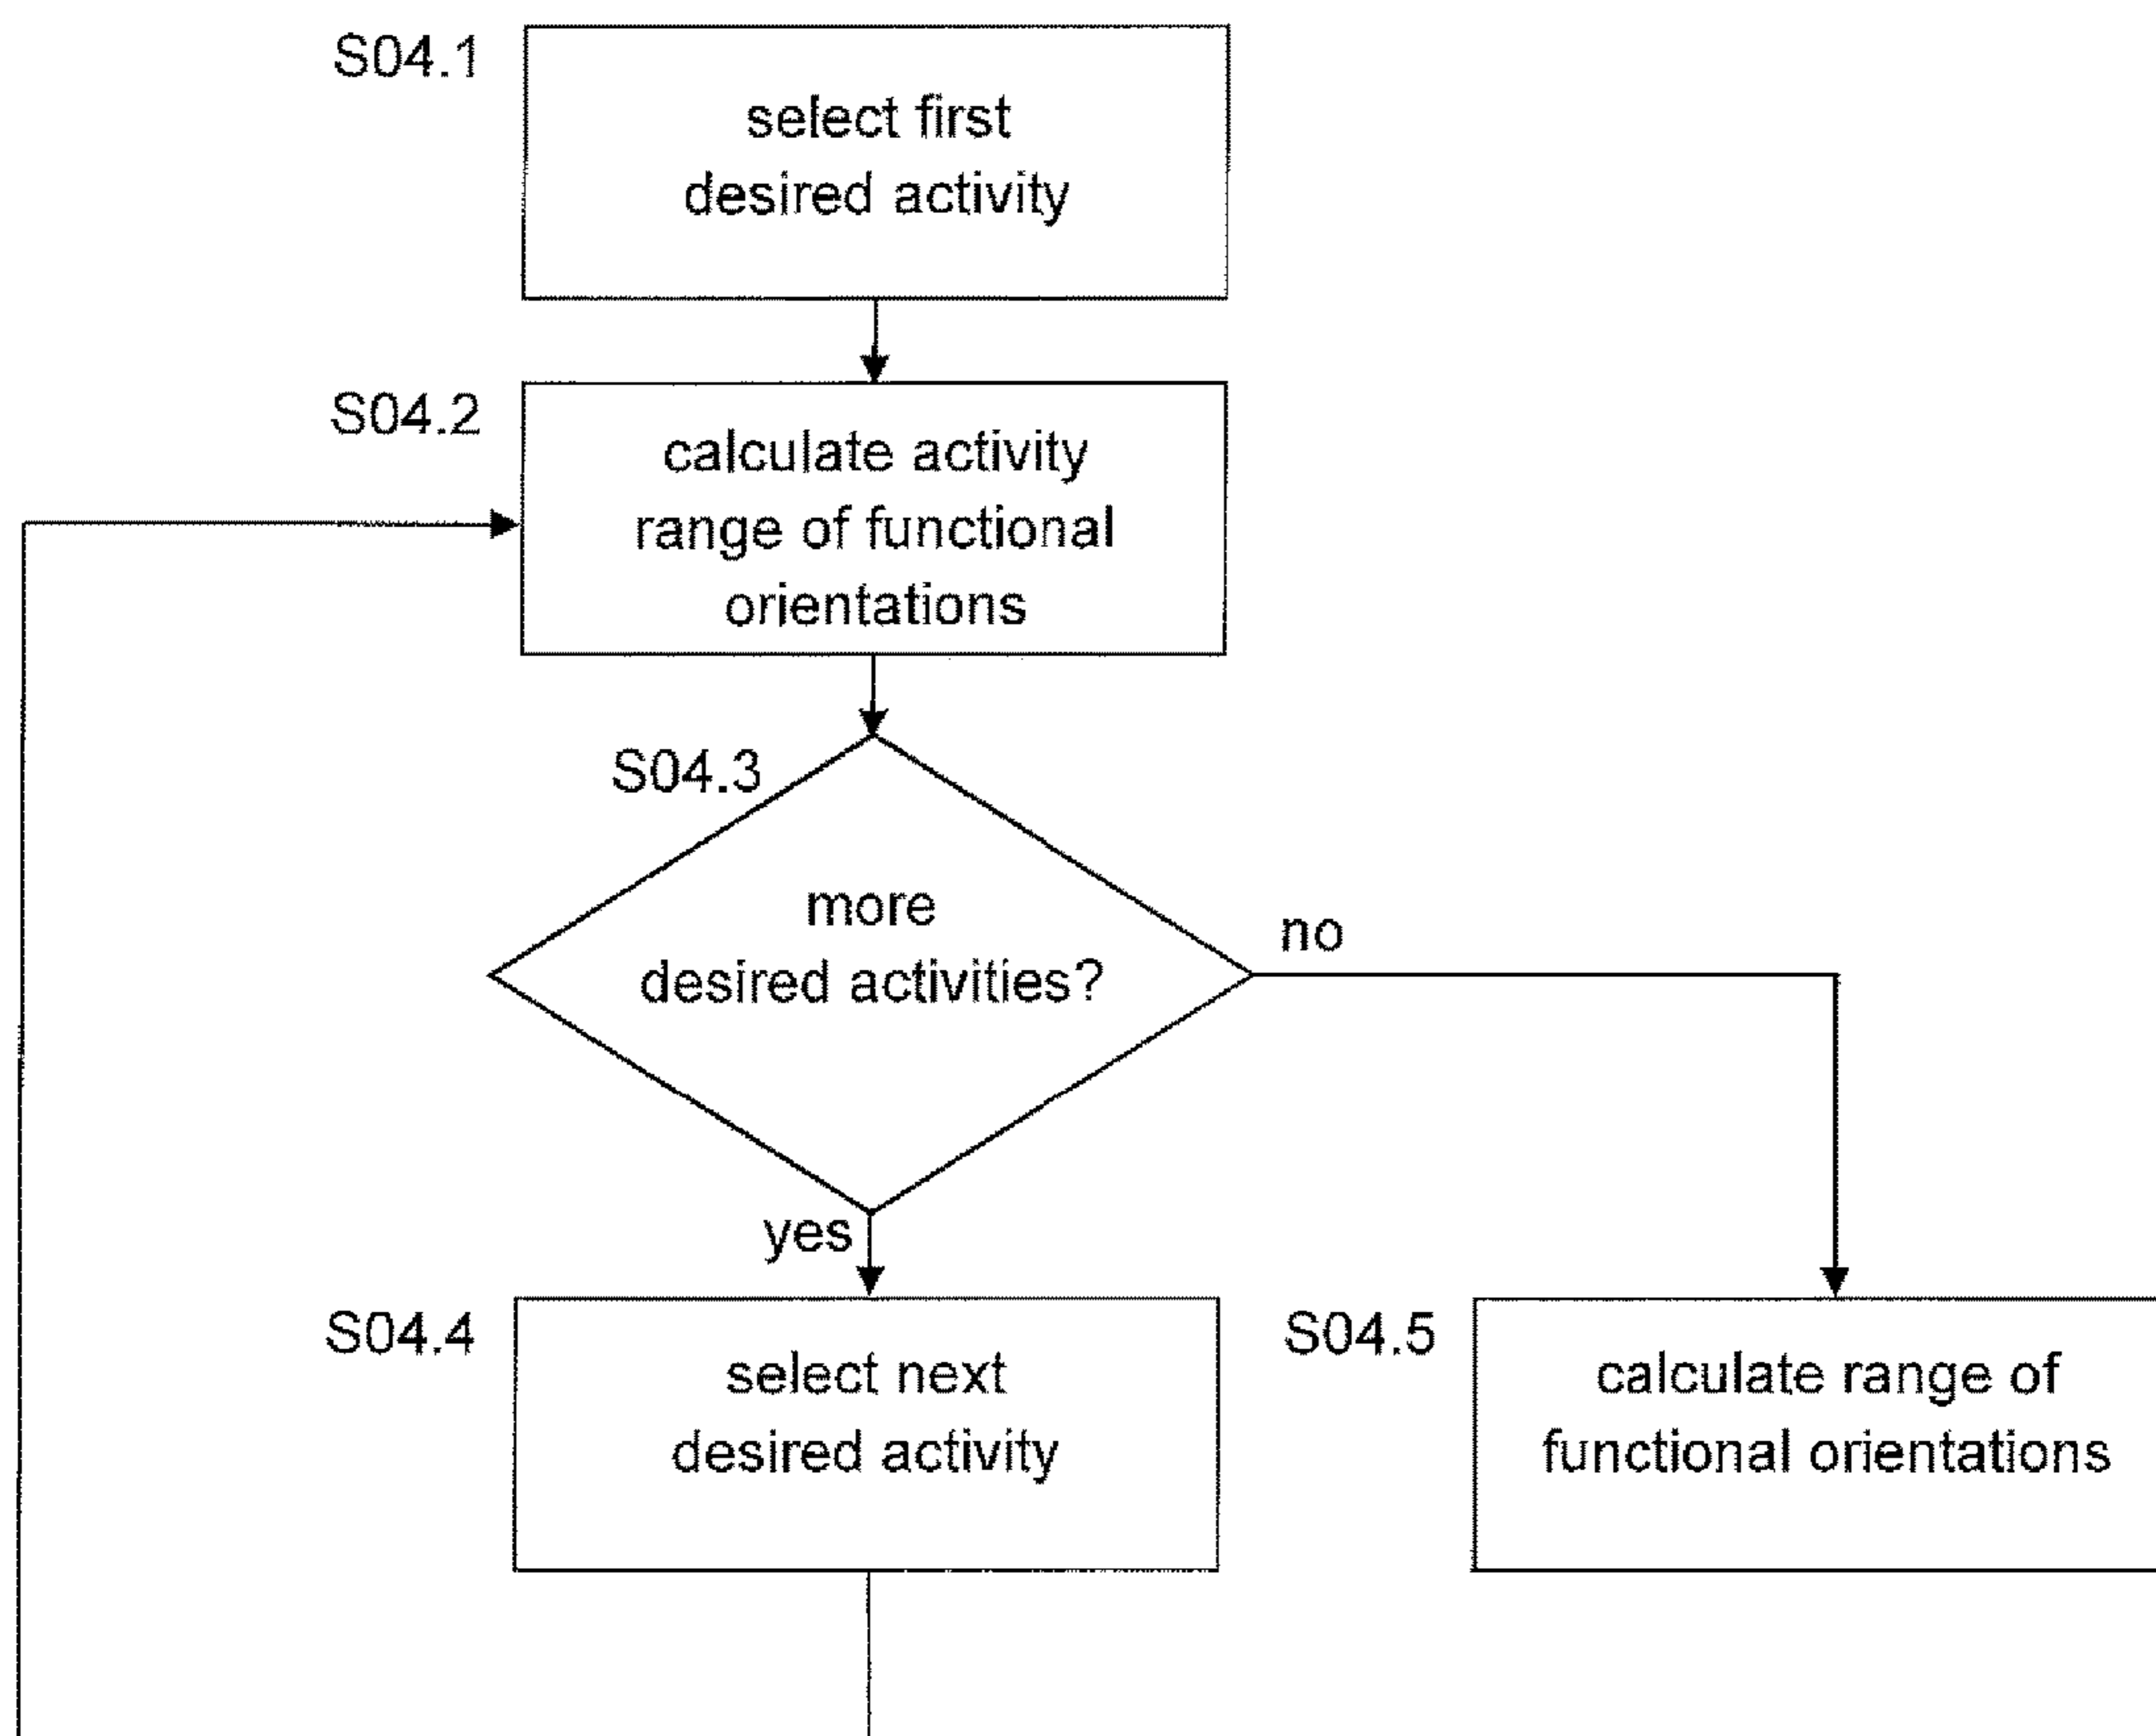 S04.1
select first
desired activity
S04.2
calculate activity
range of functional
orientations
S04.3
more
desired activities?
no
yes
S04.4
select next
desired activity
S04.5
calculate range of
functional orientations